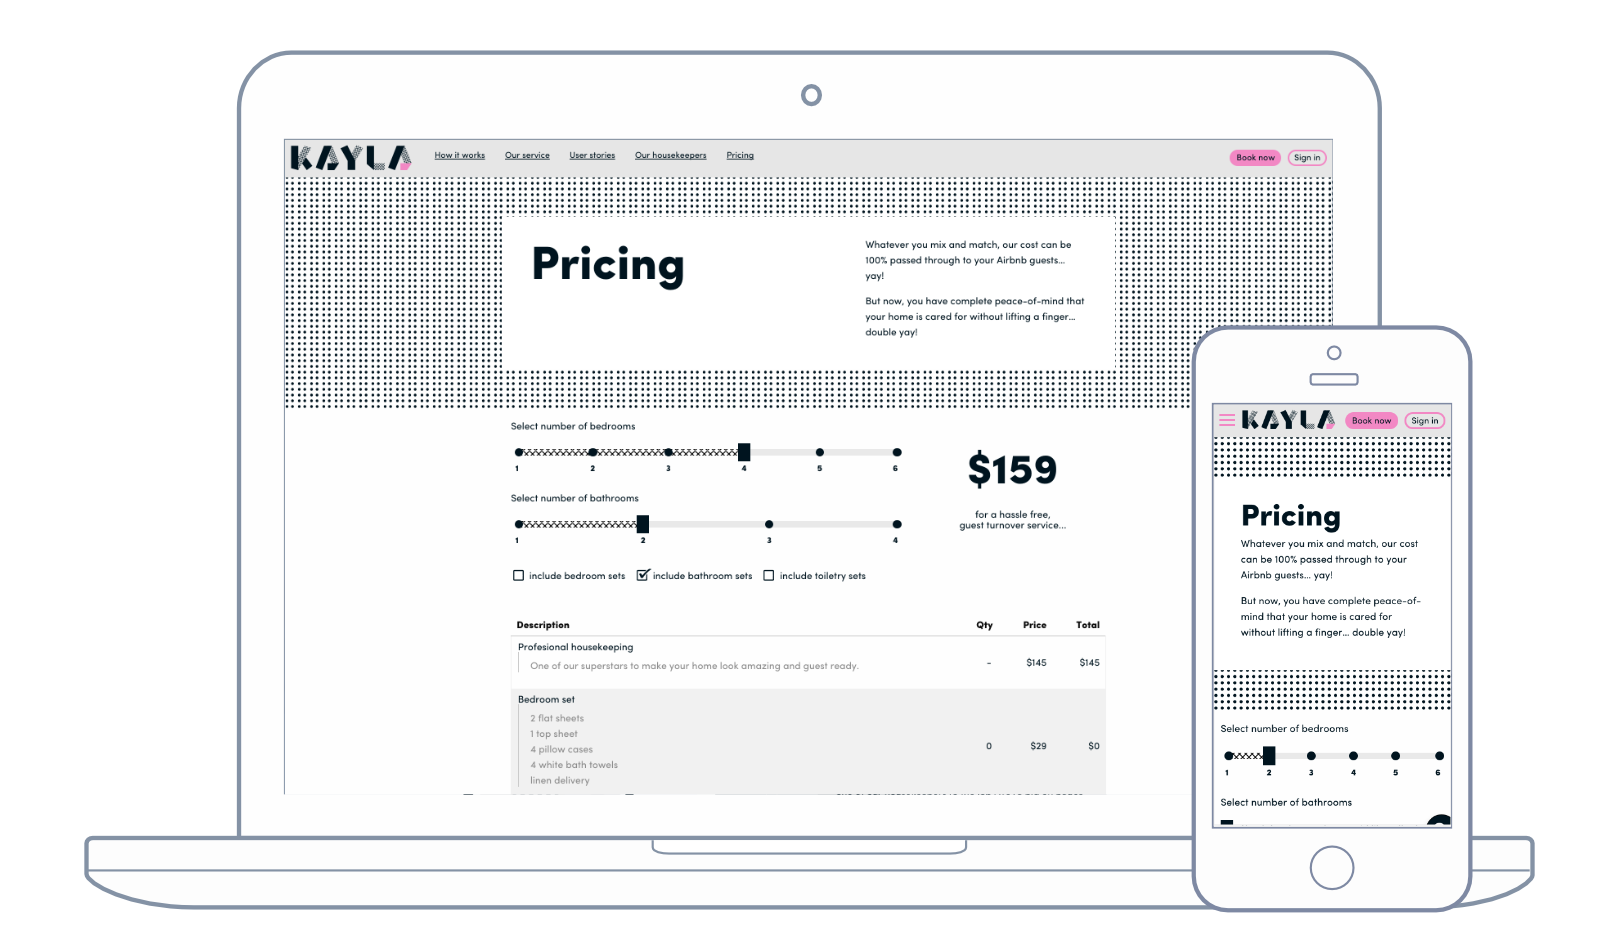 KAYLA How it works Our service User stories Our housekeepers Pricing Book now Sign in
Pricing
Whatever you mix and match, our cost can be
100% passed through to your Airbnb guests...
yay!
But now, you have complete peace-of-mind that
your home is cared for without lifting a finger...
double yay!
Select number of bedrooms
1 2 3 4 5 6
Select number of bathrooms
1 2 3 4
$159
for a hassle free,
guest turnover service...
include bedroom sets include bathroom sets include toiletry sets
Description Qty Price Total
Profesional housekeeping
One of our superstars to make your home look amazing and guest ready.
- $145 $145
Bedroom set
2 flat sheets
1 top sheet
4 pillow cases
4 white bath towels
linen delivery
0 $29 $0
KAYLA Book now Sign in
Pricing
Whatever you mix and match, our cost
can be 100% passed through to your
Airbnb guests... yay!
But now, you have complete peace-of-
mind that your home is cared for
without lifting a finger... double yay!
Select number of bedrooms
1 2 3 4 5 6
Select number of bathrooms